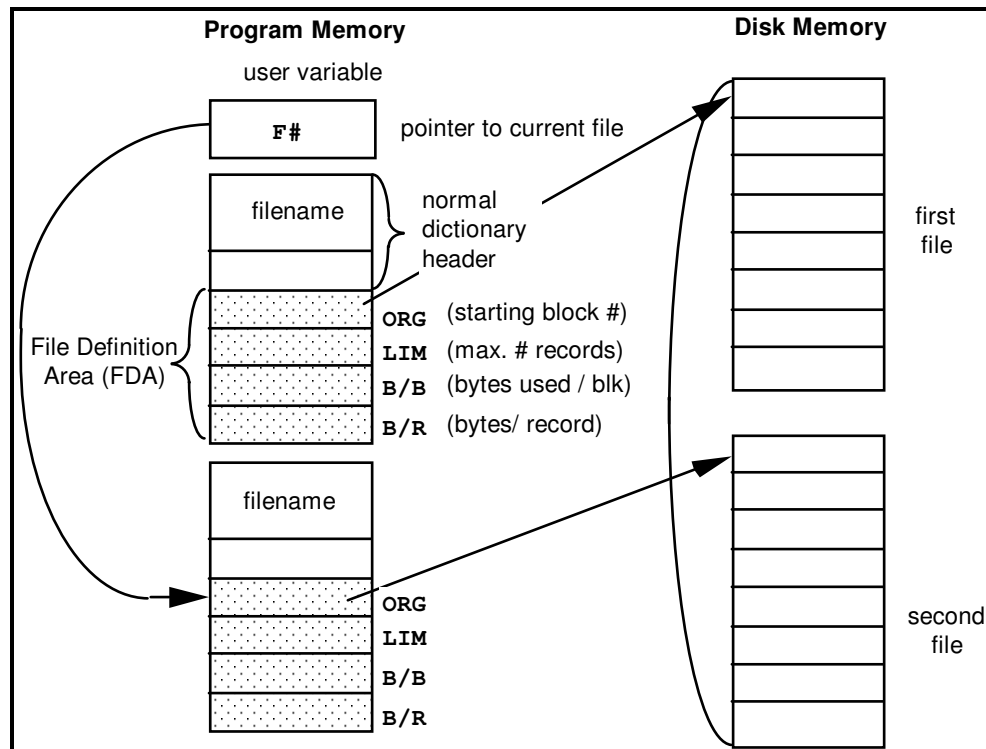 Program Memory
Disk Memory
user variable
F#
pointer to current file
filename
normal
dictionary
header
first
file
File Definition
Area (FDA)
ORG (starting block #)
LIM (max. # records)
B/B (bytes used / blk)
B/R (bytes/ record)
filename
ORG
LIM
B/B
B/R
second
file